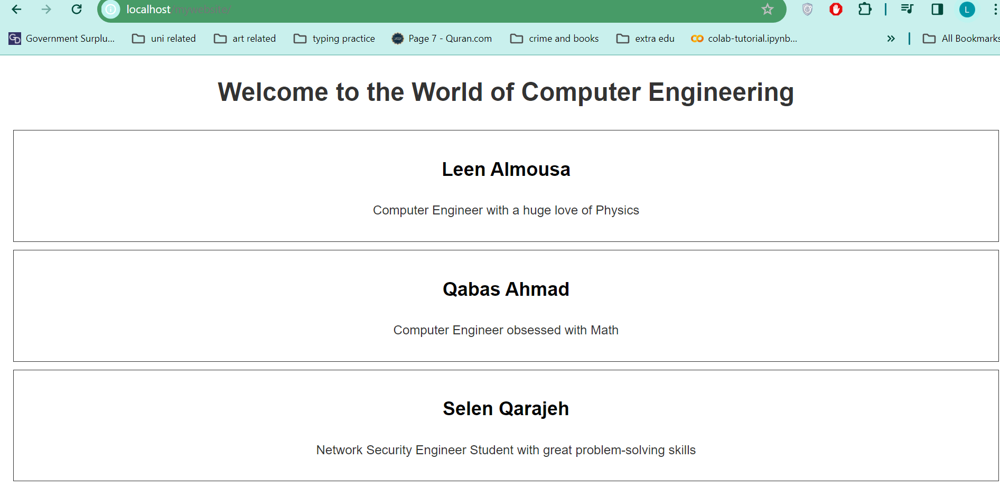 localhost/mywebsite/
GD Government Surplu... uni related art related typing practice Page 7 - Quran.com crime and books extra edu colab-tutorial.ipynb... » All Bookmarks
L
Welcome to the World of Computer Engineering
Leen Almousa
Computer Engineer with a huge love of Physics
Qabas Ahmad
Computer Engineer obsessed with Math
Selen Qarajeh
Network Security Engineer Student with great problem-solving skills